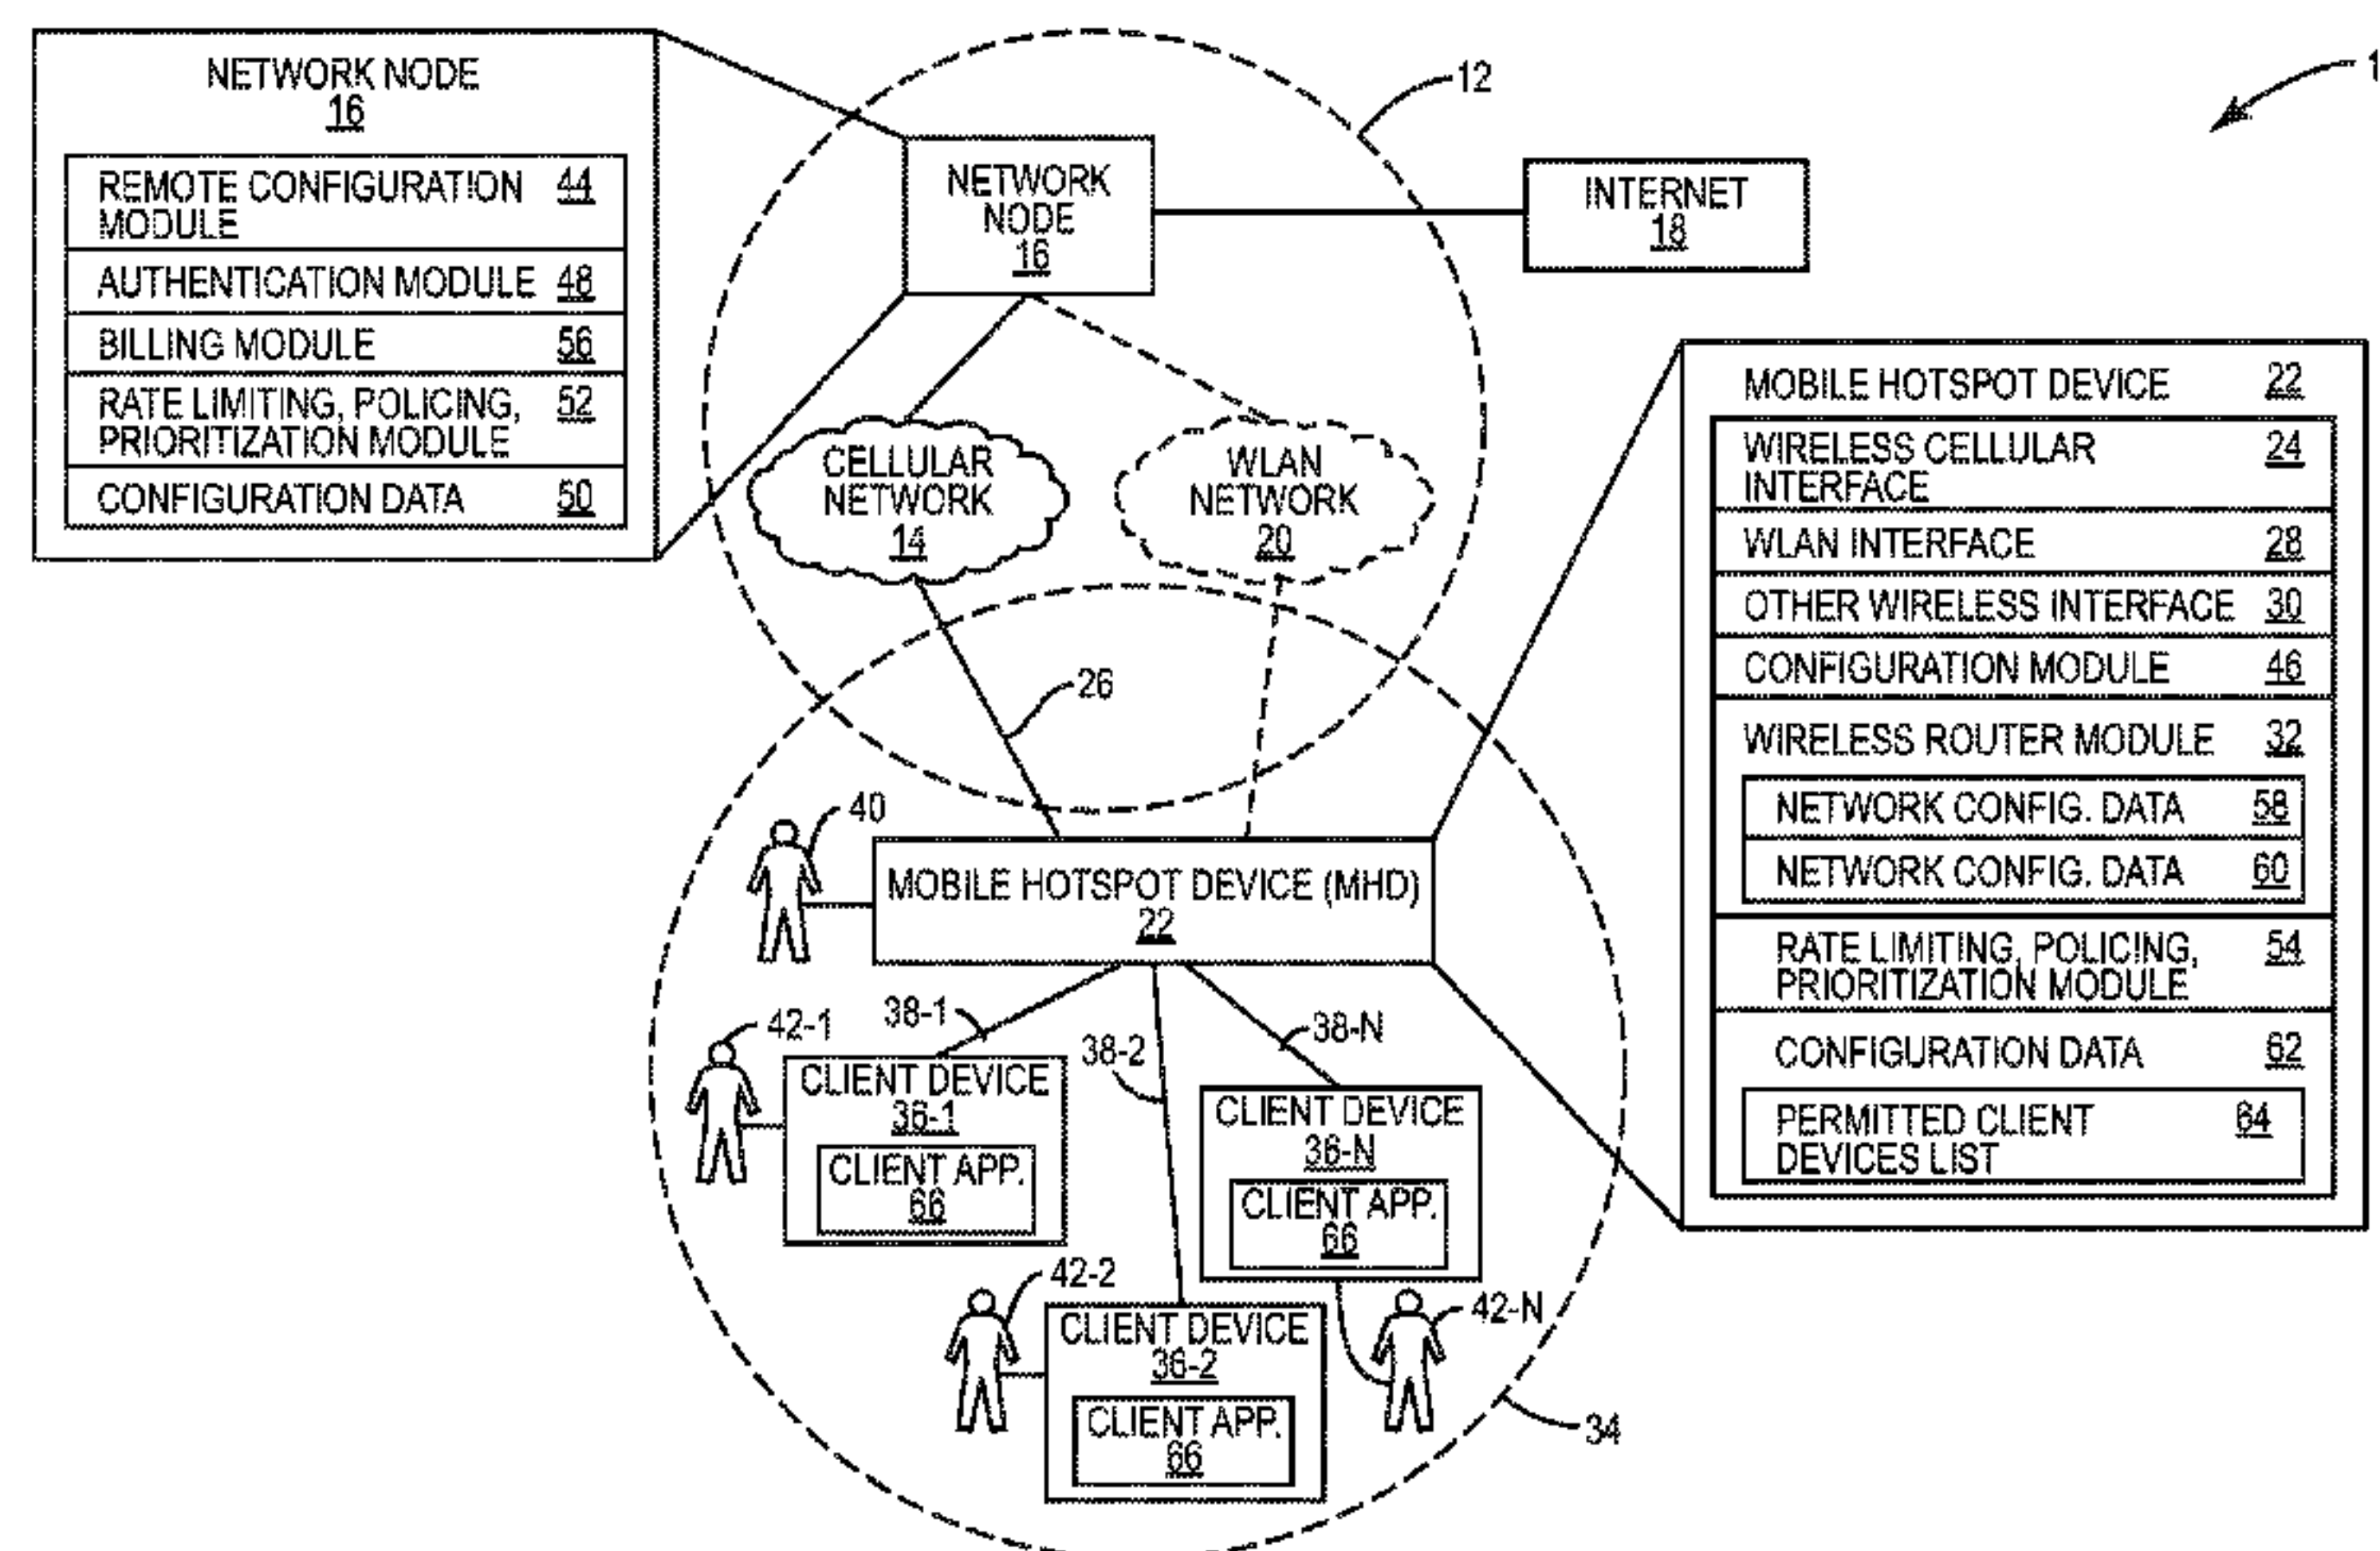 NETWORK NODE
16
REMOTE CONFIGURATION 44
MODULE
AUTHENTICATION MODULE 48
BILLING MODULE 56
RATE LIMITING, POLICING, 52
PRIORITIZATION MODULE
CONFIGURATION DATA 50
12
1
NETWORK
NODE
16
INTERNET
18
CELLULAR
NETWORK
14
WLAN
NETWORK
20
26
MOBILE HOTSPOT DEVICE 22
WIRELESS CELLULAR 24
INTERFACE
WLAN INTERFACE 28
OTHER WIRELESS INTERFACE 30
CONFIGURATION MODULE 46
WIRELESS ROUTER MODULE 32
NETWORK CONFIG. DATA 58
NETWORK CONFIG. DATA 60
RATE LIMITING, POLICING, 54
PRIORITIZATION MODULE
CONFIGURATION DATA 62
PERMITTED CLIENT 64
DEVICES LIST
40
MOBILE HOTSPOT DEVICE (MHD)
22
38-1
38-2
38-N
42-1
CLIENT DEVICE
36-1
CLIENT APP.
66
CLIENT DEVICE
36-N
CLIENT APP.
66
42-2
CLIENT DEVICE
36-2
CLIENT APP.
66
42-N
34